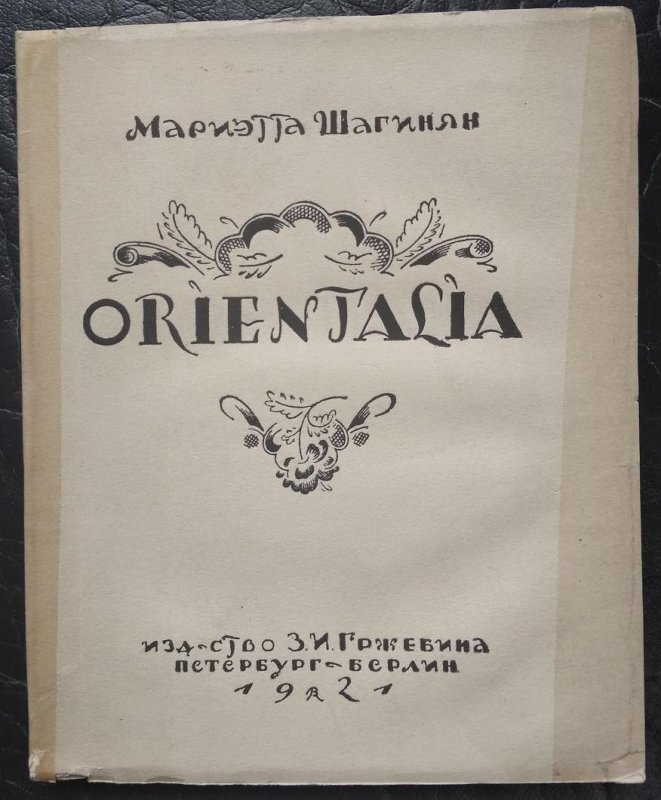 Мариэтта Шагинян
ORIENTALIA
ИЗД-СТВО З.И.ГРЖЕБИНА
ПЕТЕРБУРГ-БЕРЛИН
1921